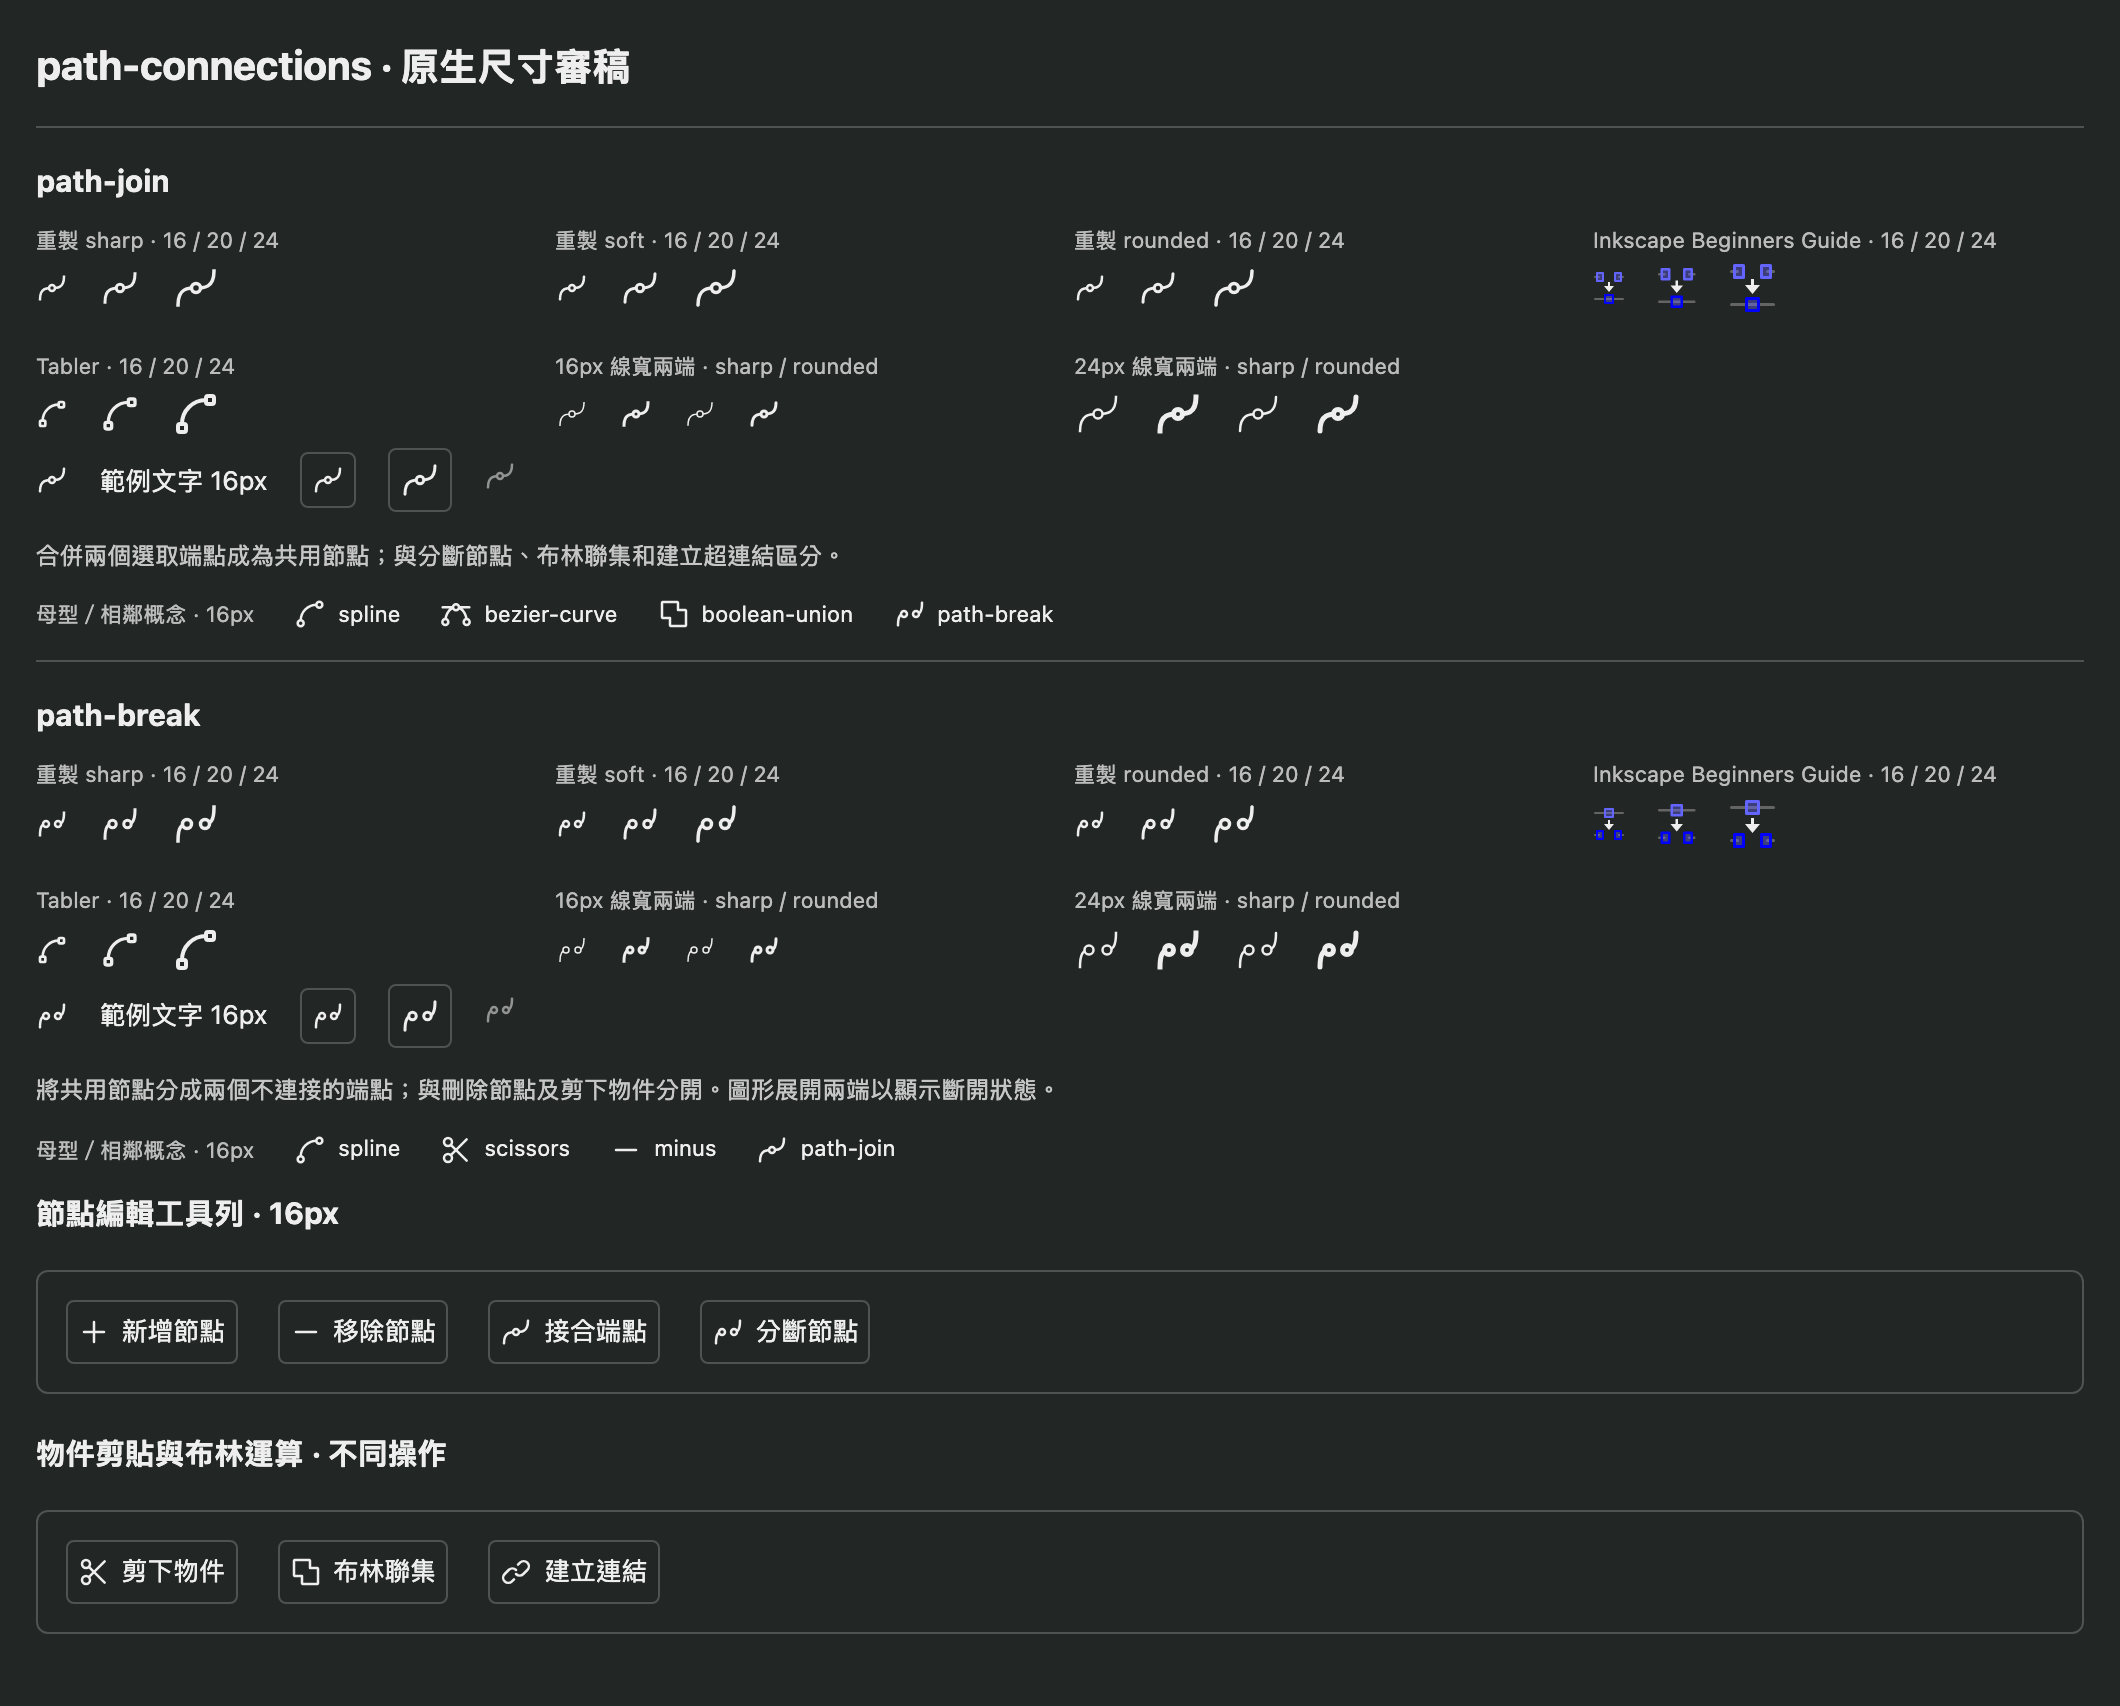 path-connections · 原生尺寸審稿
path-join
重製 sharp · 16 / 20 / 24
重製 soft · 16 / 20 / 24
重製 rounded · 16 / 20 / 24
Inkscape Beginners Guide · 16 / 20 / 24
Tabler · 16 / 20 / 24
16px 線寬兩端 · sharp / rounded
24px 線寬兩端 · sharp / rounded
範例文字 16px
合併兩個選取端點成為共用節點；與分斷節點、布林聯集和建立超連結區分。
母型 / 相鄰概念 · 16px spline bezier-curve boolean-union path-break
path-break
重製 sharp · 16 / 20 / 24
重製 soft · 16 / 20 / 24
重製 rounded · 16 / 20 / 24
Inkscape Beginners Guide · 16 / 20 / 24
Tabler · 16 / 20 / 24
16px 線寬兩端 · sharp / rounded
24px 線寬兩端 · sharp / rounded
範例文字 16px
將共用節點分成兩個不連接的端點；與刪除節點及剪下物件分開。圖形展開兩端以顯示斷開狀態。
母型 / 相鄰概念 · 16px spline scissors minus path-join
節點編輯工具列 · 16px
新增節點 移除節點 接合端點 分斷節點
物件剪貼與布林運算 · 不同操作
剪下物件 布林聯集 建立連結